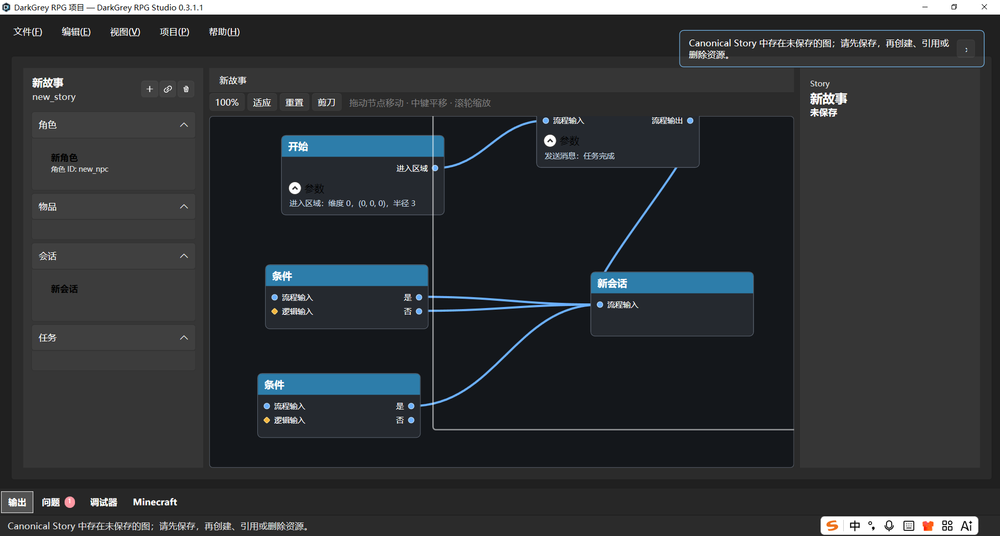 DarkGrey RPG 项目 — DarkGrey RPG Studio 0.3.1.1
文件(F)
编辑(E)
视图(V)
项目(P)
帮助(H)
Canonical Story 中存在未保存的图；请先保存，再创建、引用或
删除资源。
新故事
new_story
角色
新角色
角色 ID: new_npc
物品
会话
新会话
任务
新故事
100%
适应
重置
剪刀
拖动节点移动 · 中键平移 · 滚轮缩放
流程输入
流程输出
参数
发送消息：任务完成
开始
进入区域
参数
进入区域：维度 0，(0, 0, 0)，半径 3
条件
流程输入
是
逻辑输入
否
新会话
流程输入
条件
流程输入
是
逻辑输入
否
Story
新故事
未保存
输出
问题
1
调试器
Minecraft
Canonical Story 中存在未保存的图；请先保存，再创建、引用或删除资源。
中